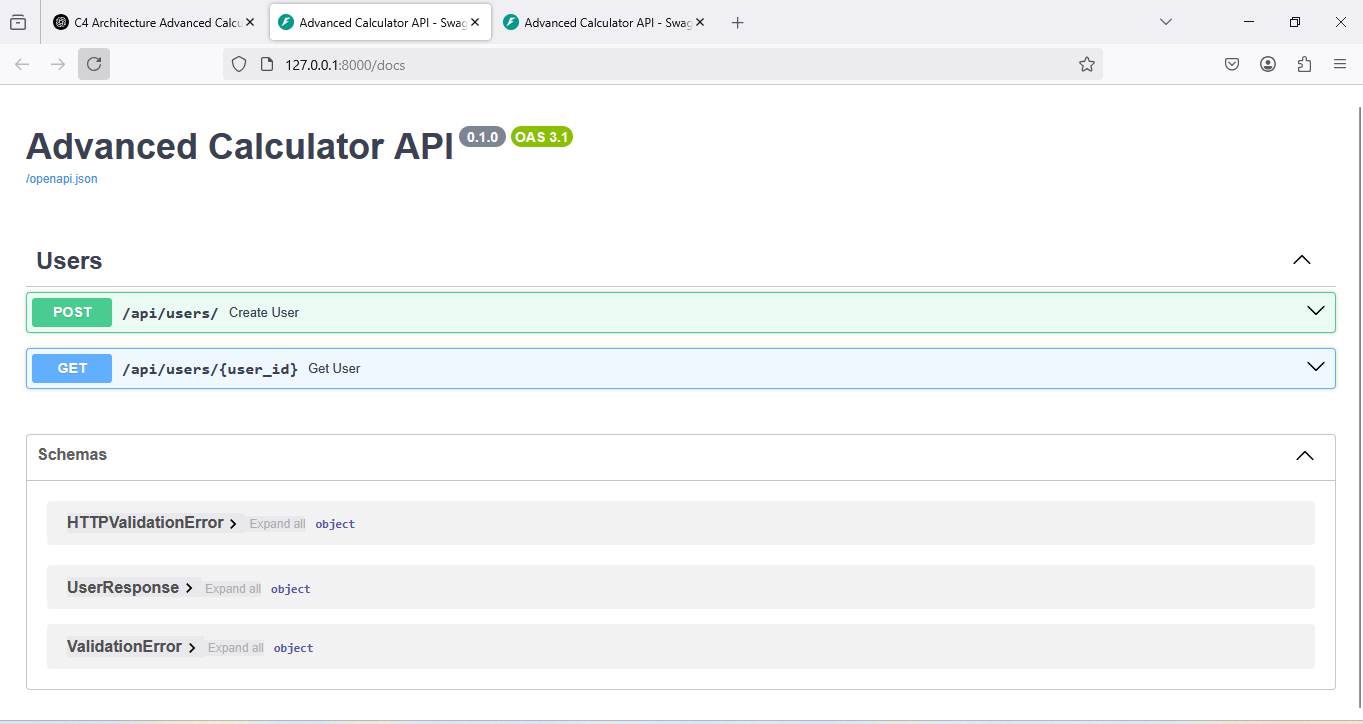 C4 Architecture Advanced Calcu
Advanced Calculator API - Swag
Advanced Calculator API - Swag
127.0.0.1:8000/docs
Advanced Calculator API 0.1.0 OAS 3.1
/openapi.json
Users
POST /api/users/ Create User
GET /api/users/{user_id} Get User
Schemas
HTTPValidationError Expand all object
UserResponse Expand all object
ValidationError Expand all object